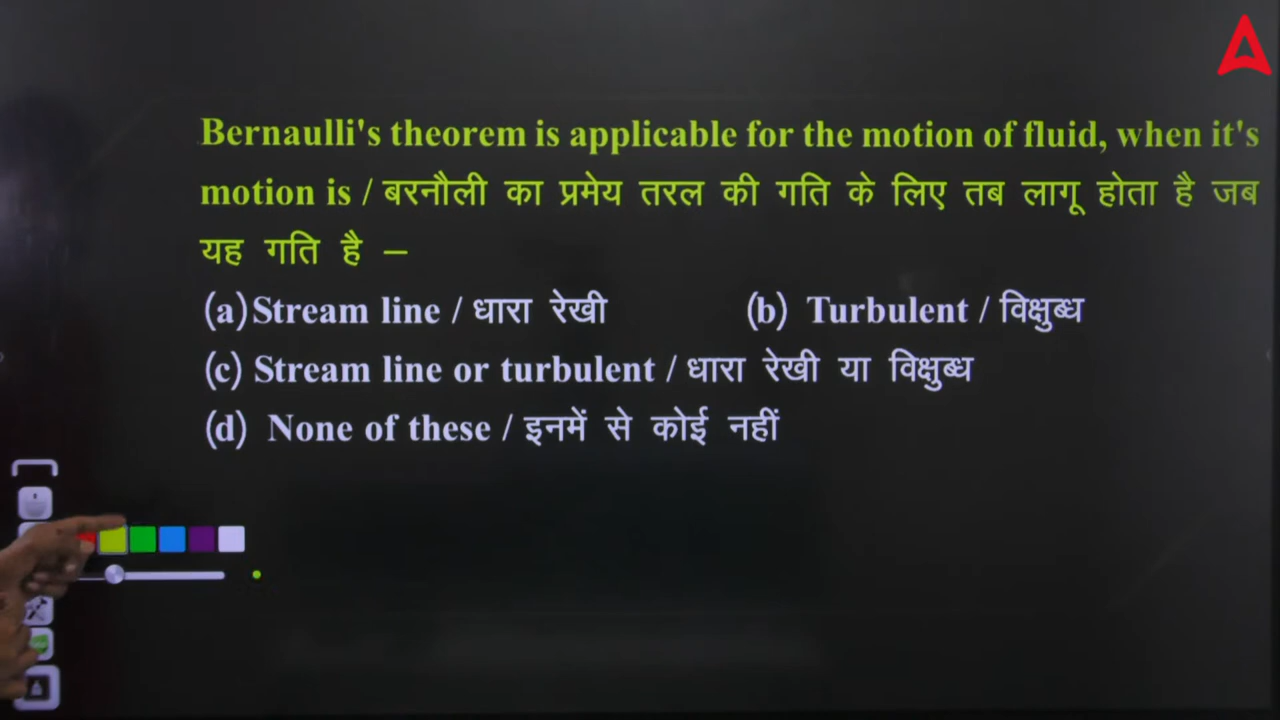 Bernaulli's theorem is applicable for the motion of fluid, when it's
motion is / बरनौली का प्रमेय तरल की गति के लिए तब लागू होता है जब
यह गति है –
(a)Stream line / धारा रेखी (b) Turbulent / विक्षुब्ध
(c) Stream line or turbulent / धारा रेखी या विक्षुब्ध
(d) None of these / इनमें से कोई नहीं